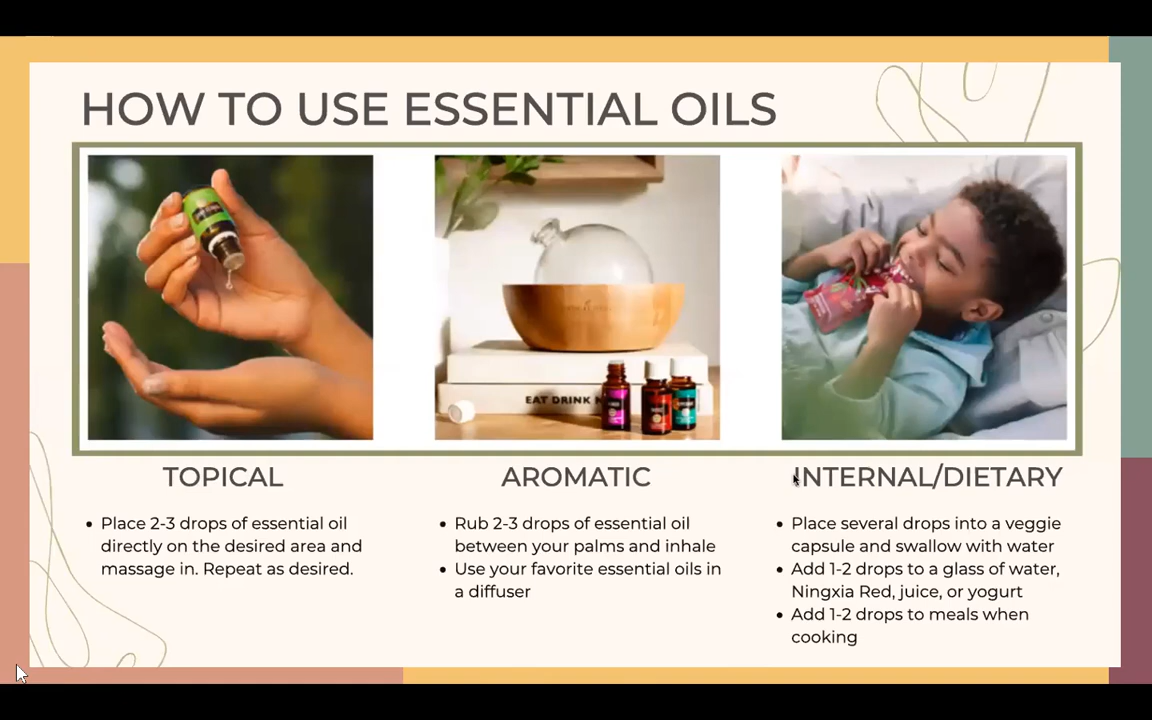 HOW TO USE ESSENTIAL OILS
EAT DRINK
TOPICAL
Place 2-3 drops of essential oil
directly on the desired area and
massage in. Repeat as desired.
AROMATIC
Rub 2-3 drops of essential oil
between your palms and inhale
Use your favorite essential oils in
a diffuser
INTERNAL/DIETARY
Place several drops into a veggie
capsule and swallow with water
Add 1-2 drops to a glass of water,
Ningxia Red, juice, or yogurt
Add 1-2 drops to meals when
cooking